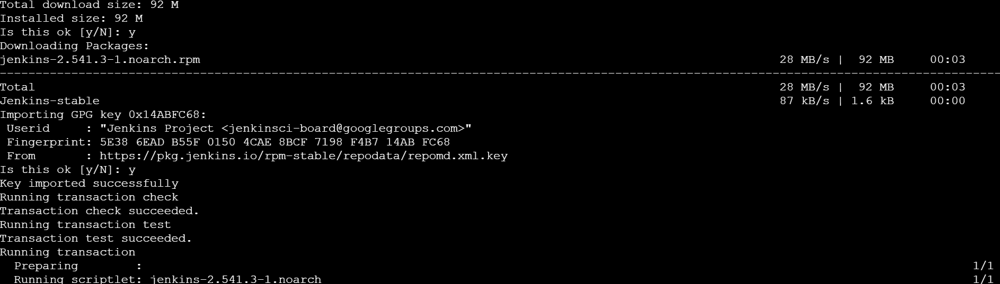 Total download size: 92 M
Installed size: 92 M
Is this ok [y/N]: y
Downloading Packages:
jenkins-2.541.3-1.noarch.rpm 28 MB/s | 92 MB 00:03
--------------------------------------------------------------------------------------------------------------------------------------------
Total 28 MB/s | 92 MB 00:03
Jenkins-stable 87 kB/s | 1.6 kB 00:00
Importing GPG key 0x14ABFC68:
 Userid     : "Jenkins Project <jenkinsci-board@googlegroups.com>"
 Fingerprint: 5E38 6EAD B55F 0150 4CAE 8BCF 7198 F4B7 14AB FC68
 From       : https://pkg.jenkins.io/rpm-stable/repodata/repomd.xml.key
Is this ok [y/N]: y
Key imported successfully
Running transaction check
Transaction check succeeded.
Running transaction test
Transaction test succeeded.
Running transaction
  Preparing        : 1/1
  Running scriptlet: jenkins-2.541.3-1.noarch 1/1